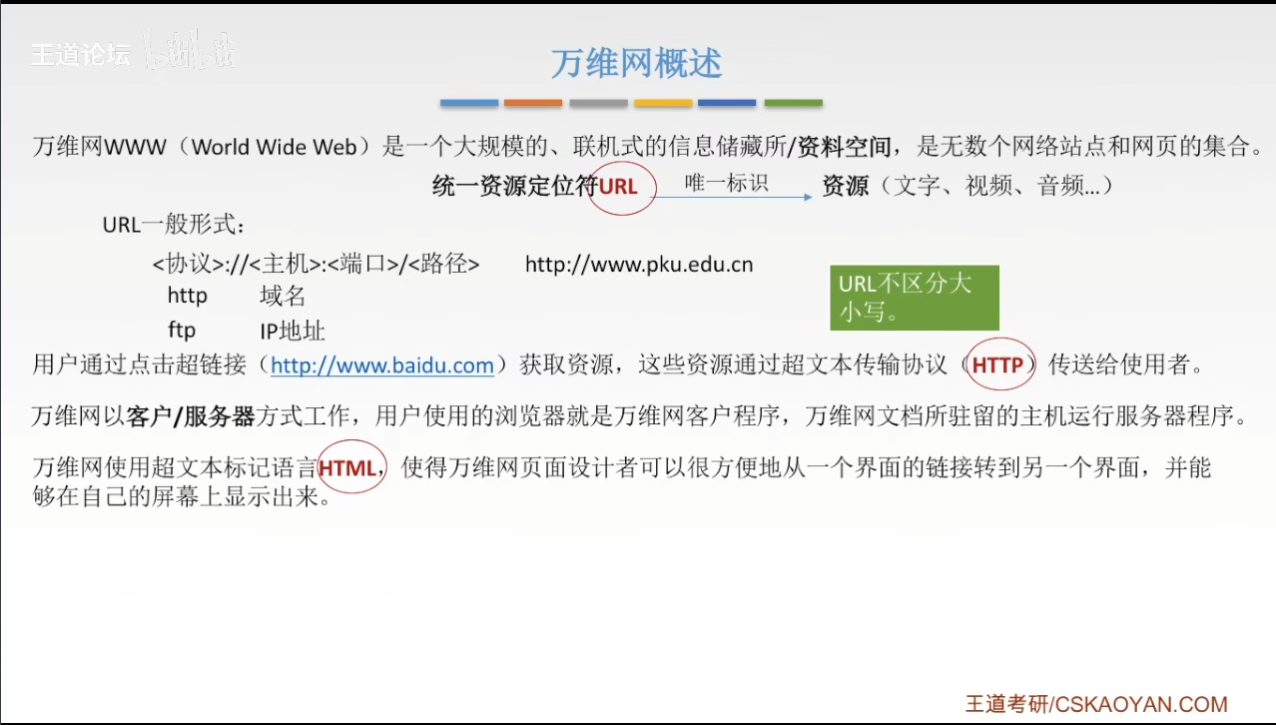 王道论坛
万维网概述
万维网WWW（World Wide Web）是一个大规模的、联机式的信息储藏所/资料空间，是无数个网络站点和网页的集合。
统一资源定位符URL 唯一标识 资源（文字、视频、音频...）
URL一般形式：
<协议>://<主机>:<端口>/<路径> http://www.pku.edu.cn
http 域名
ftp IP地址
URL不区分大
小写。
用户通过点击超链接（http://www.baidu.com）获取资源，这些资源通过超文本传输协议（HTTP）传送给使用者。
万维网以客户/服务器方式工作，用户使用的浏览器就是万维网客户程序，万维网文档所驻留的主机运行服务器程序。
万维网使用超文本标记语言HTML，使得万维网页面设计者可以很方便地从一个界面的链接转到另一个界面，并能
够在自己的屏幕上显示出来。
王道考研/CSKAOYAN.COM